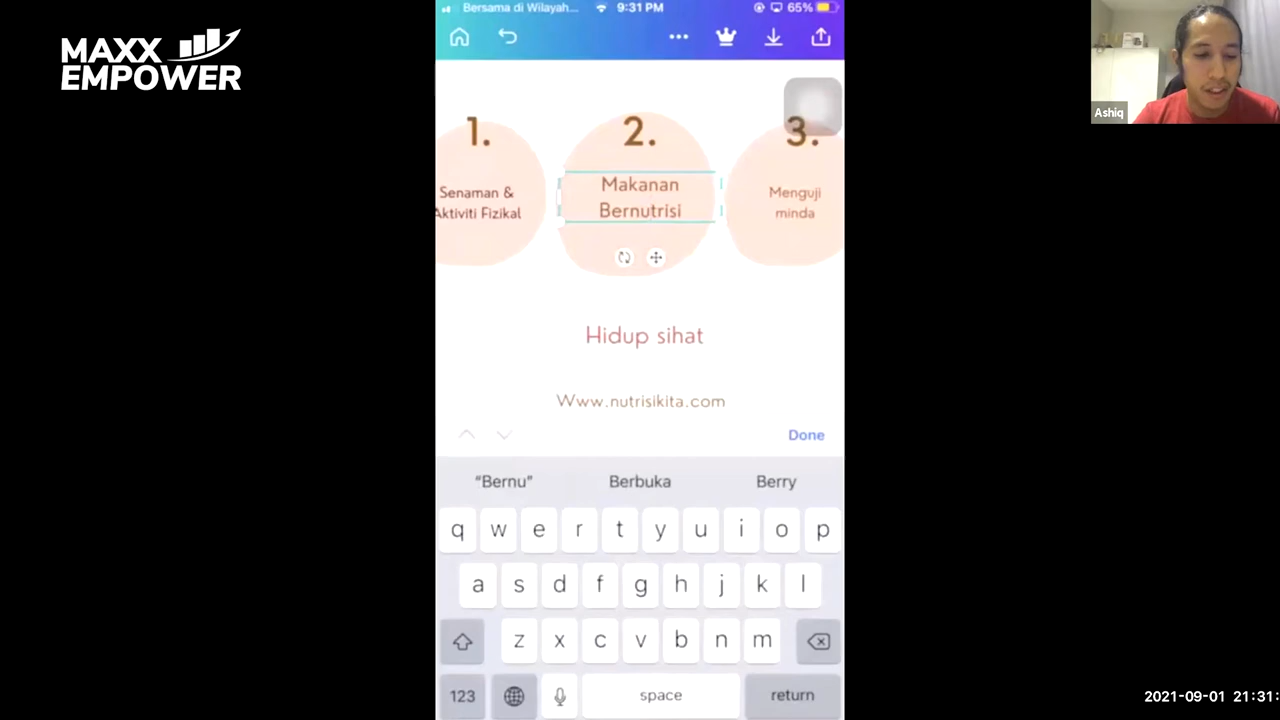 MAXX
EMPOWER
Bersama di Wilayah... 9:31 PM 65%
1. 2. 3.
Senaman &
Aktiviti Fizikal
Makanan
Bernutrisi
Menguji
minda
Hidup sihat
Www.nutrisikita.com
Done
"Bernu" Berbuka Berry
q w e r t y u i o p
a s d f g h j k l
z x c v b n m
123 space return
Ashiq
2021-09-01 21:31: